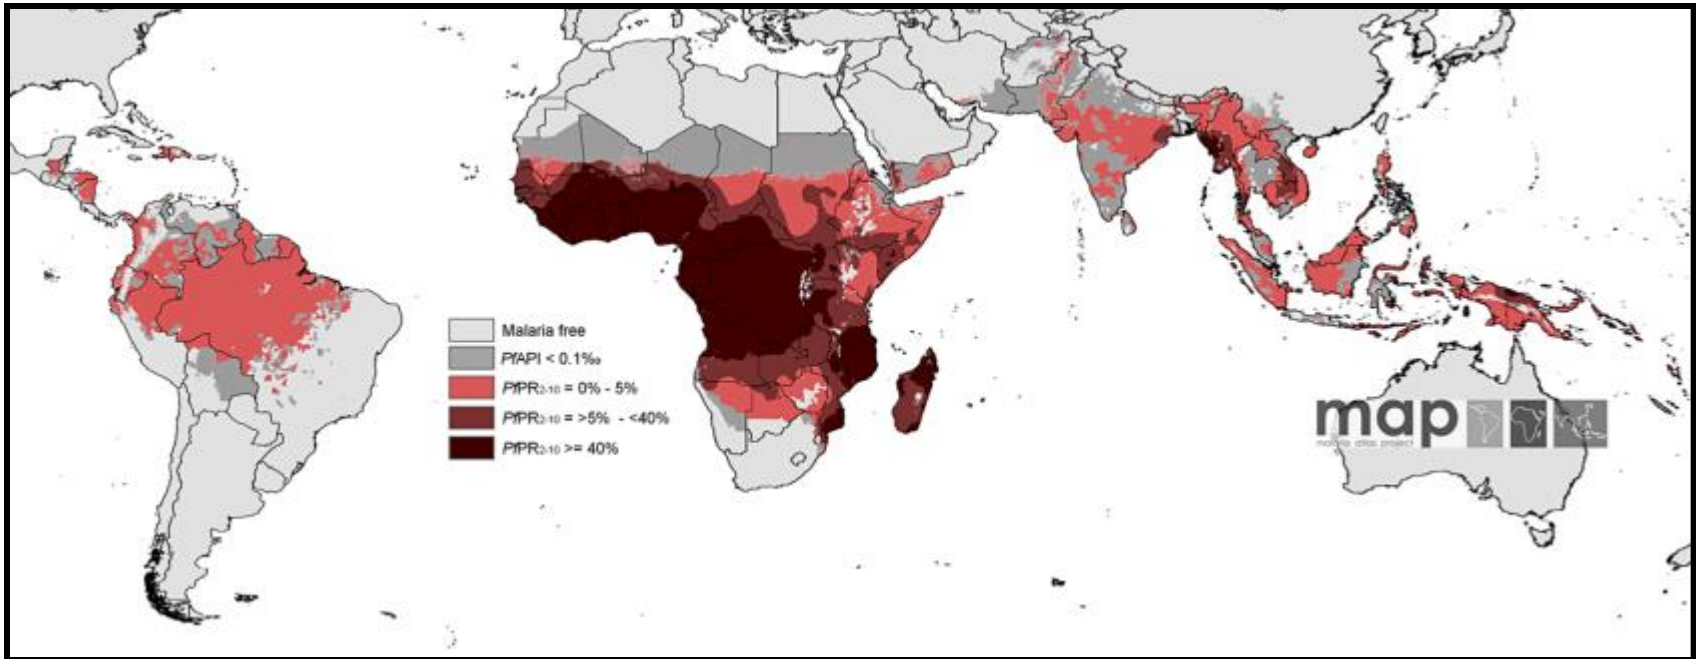 Malaria free
PfAPI < 0.1‰
PfPR2-10 = 0% - 5%
PfPR2-10 = >5% - <40%
PfPR2-10 >= 40%
map
malaria atlas project